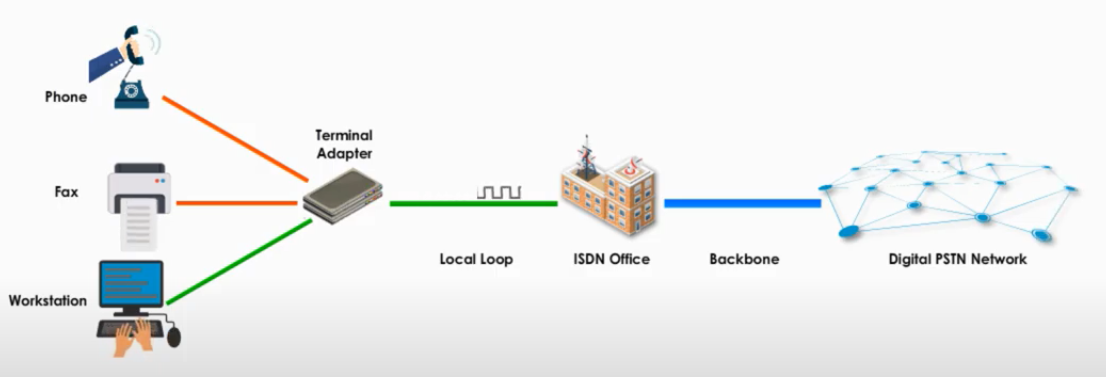 Phone
Terminal
Adapter
Fax
Local Loop
ISDN Office
Backbone
Digital PSTN Network
Workstation